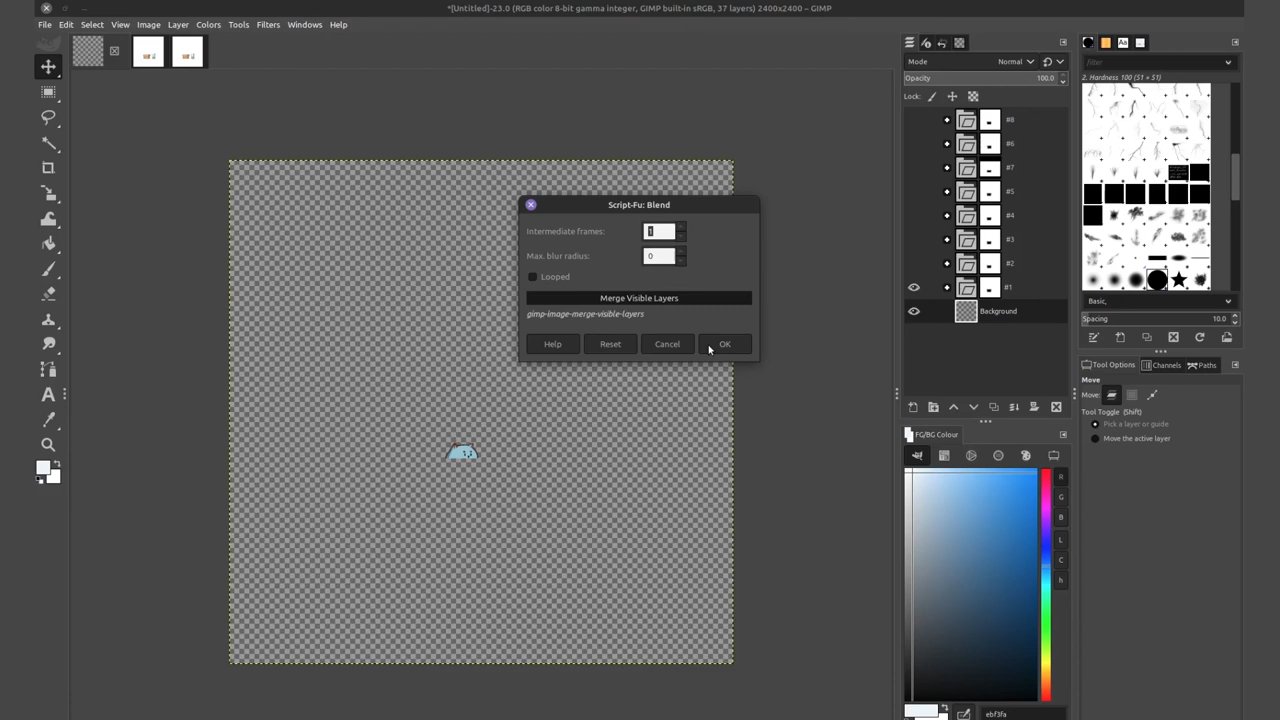 *[Untitled]-23.0 (RGB color 8-bit gamma integer, GIMP built-in sRGB, 37 layers) 2400x2400 – GIMP
File Edit Select View Image Layer Colors Tools Filters Windows Help
Mode Normal
Opacity 100.0
Lock:
#8
#6
#7
#5
#4
#3
#2
#1
Background
Script-Fu: Blend
Intermediate frames: 1
Max. blur radius: 0
Looped
Merge Visible Layers
gimp-image-merge-visible-layers
Help Reset Cancel OK
FG/BG Colour
R
G
B
L
C
h
ebf3fa
Aa
filter
2. Hardness 100 (51 × 51)
Basic,
Spacing 10.0
Tool Options Channels Paths
Move
Move:
Tool Toggle (Shift)
Pick a layer or guide
Move the active layer